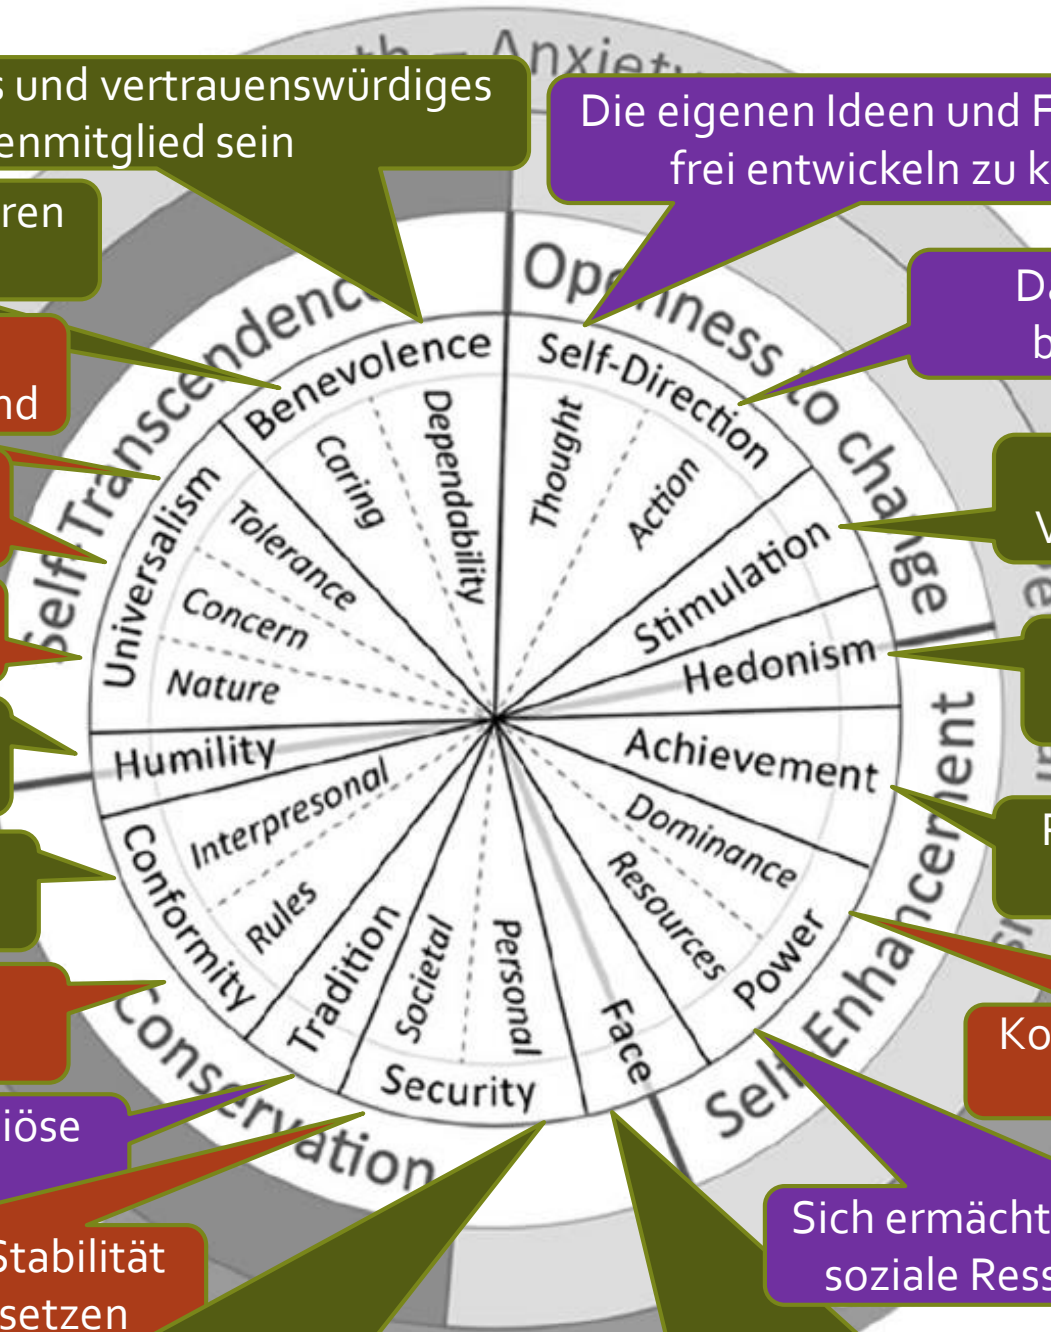 Anxiety
s und vertrauenswürdiges
enmitglied sein
Die eigenen Ideen und F
frei entwickeln zu k
ren
nd
Da
b
V
F
Ko
iöse
Stabilität
setzen
Sich ermächt
soziale Ress
Self-Transcendence
Openness to change
Self-Enhancement
Conservation
Benevolence
Caring
Dependability
Self-Direction
Thought
Action
Stimulation
Hedonism
Achievement
Dominance
Resources
Power
Face
Personal
Societal
Security
Tradition
Rules
Interpresonal
Conformity
Humility
Nature
Concern
Tolerance
Universalism